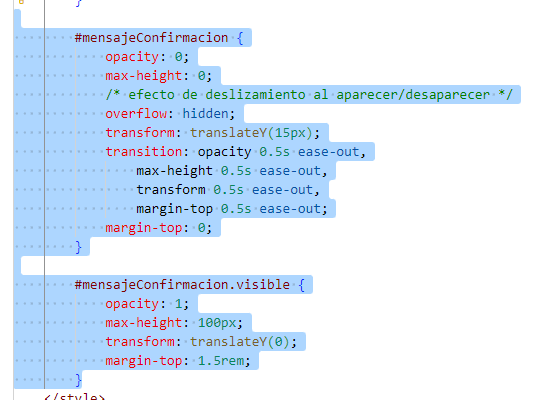 }
#mensajeConfirmacion {
opacity: 0;
max-height: 0;
/* efecto de deslizamiento al aparecer/desaparecer */
overflow: hidden;
transform: translateY(15px);
transition: opacity 0.5s ease-out,
max-height 0.5s ease-out,
transform 0.5s ease-out,
margin-top 0.5s ease-out;
margin-top: 0;
}
#mensajeConfirmacion.visible {
opacity: 1;
max-height: 100px;
transform: translateY(0);
margin-top: 1.5rem;
}
</style>